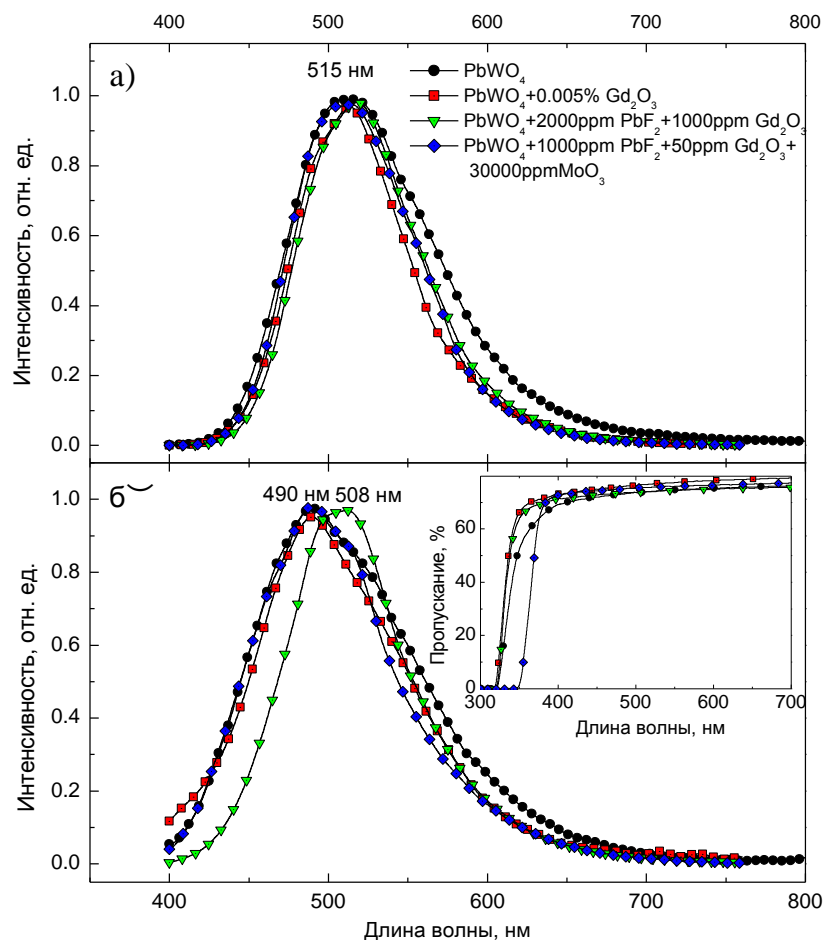 400 500 600 700 800
а)
515 нм
PbWO₄
PbWO₄+0.005% Gd₂O₃
PbWO₄+2000ppm PbF₂+1000ppm Gd₂O₃
PbWO₄+1000ppm PbF₂+50ppm Gd₂O₃+
30000ppmMoO₃
1.0
0.8
0.6
0.4
0.2
0.0
Интенсивность, отн. ед.
б)
490 нм 508 нм
1.0
0.8
0.6
0.4
0.2
0.0
Интенсивность, отн. ед.
60
40
20
0
Пропускание, %
300 400 500 600 700
Длина волны, нм
400 500 600 700 800
Длина волны, нм